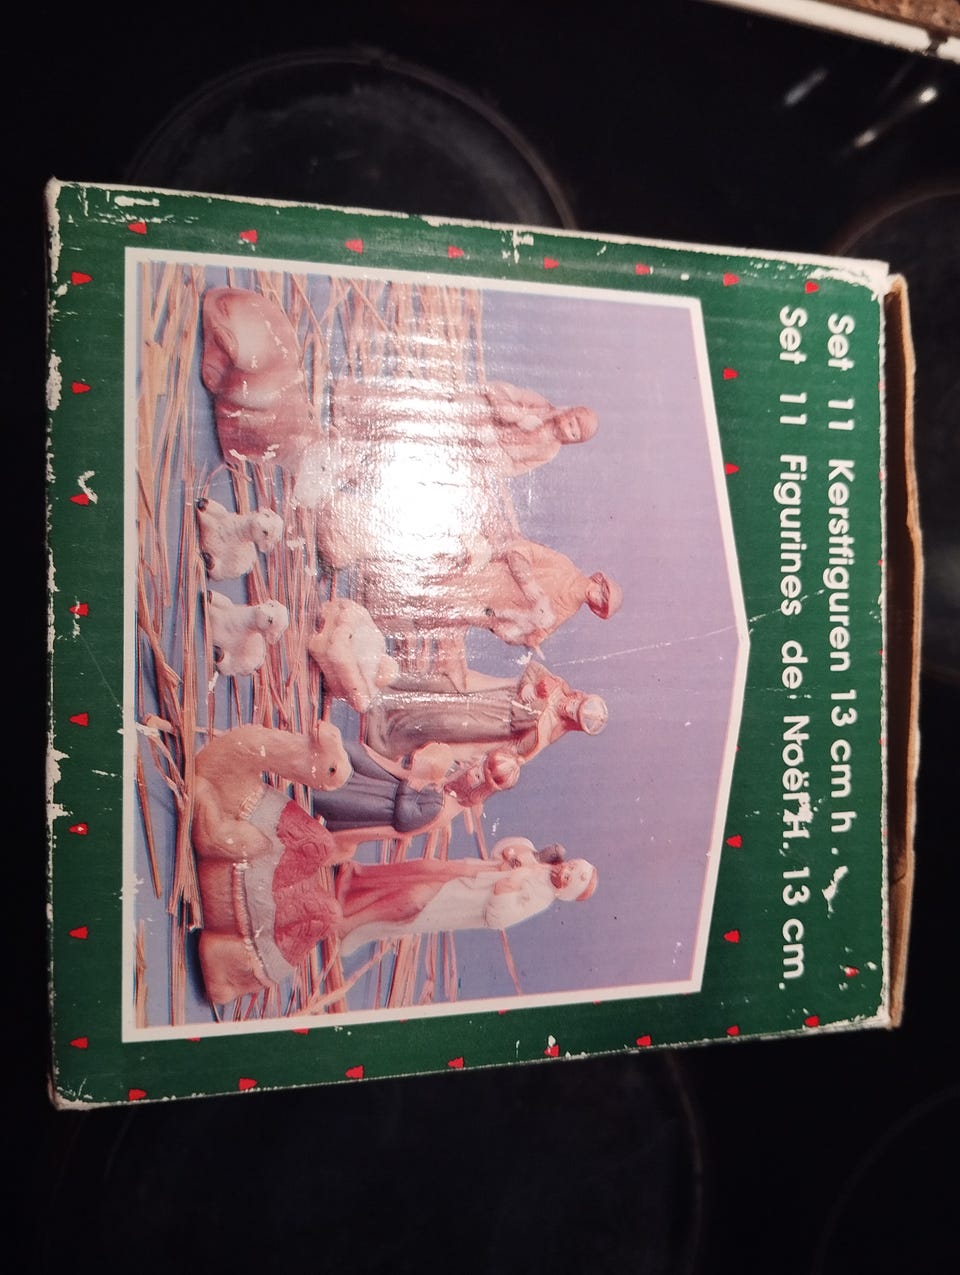 Set 11 Kerstfiguren 13 cm h.
Set 11 Figurines de Noël H. 13 cm.